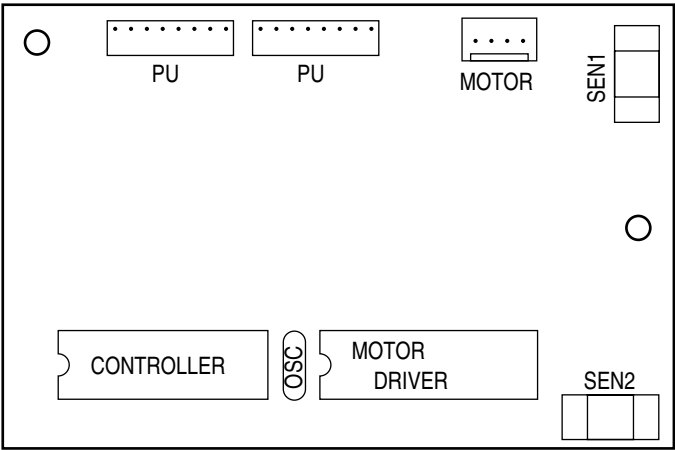 PU
PU
MOTOR
SEN1
CONTROLLER
OSC
MOTOR
DRIVER
SEN2